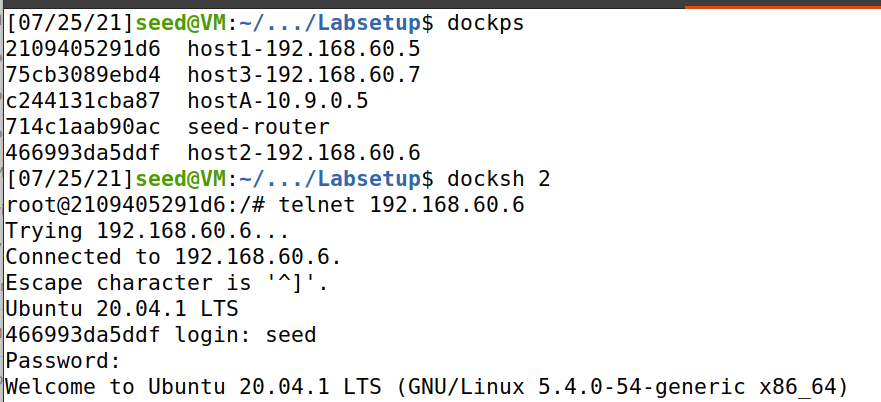 [07/25/21]seed@VM:~/.../Labsetup$ dockps
2109405291d6  host1-192.168.60.5
75cb3089ebd4  host3-192.168.60.7
c244131cba87  hostA-10.9.0.5
714c1aab90ac  seed-router
466993da5ddf  host2-192.168.60.6
[07/25/21]seed@VM:~/.../Labsetup$ docksh 2
root@2109405291d6:/# telnet 192.168.60.6
Trying 192.168.60.6...
Connected to 192.168.60.6.
Escape character is '^]'.
Ubuntu 20.04.1 LTS
466993da5ddf login: seed
Password:
Welcome to Ubuntu 20.04.1 LTS (GNU/Linux 5.4.0-54-generic x86_64)